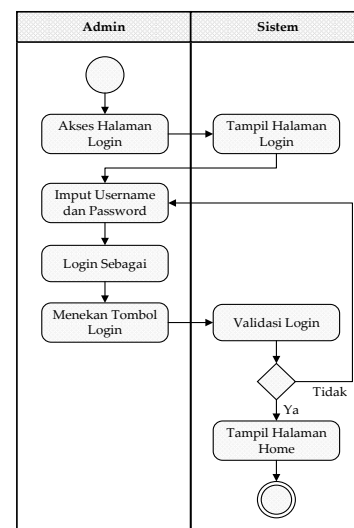 Admin
Sistem
Akses Halaman
Login
Tampil Halaman
Login
Imput Username
dan Password
Login Sebagai
Menekan Tombol
Login
Validasi Login
Tidak
Ya
Tampil Halaman
Home